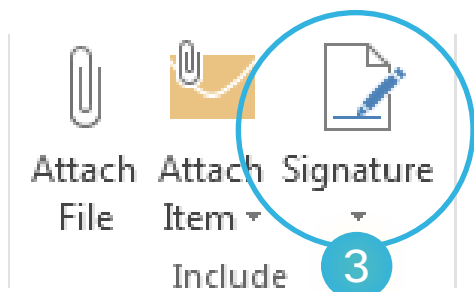 Attach File
Attach Item
Signature
Include
3